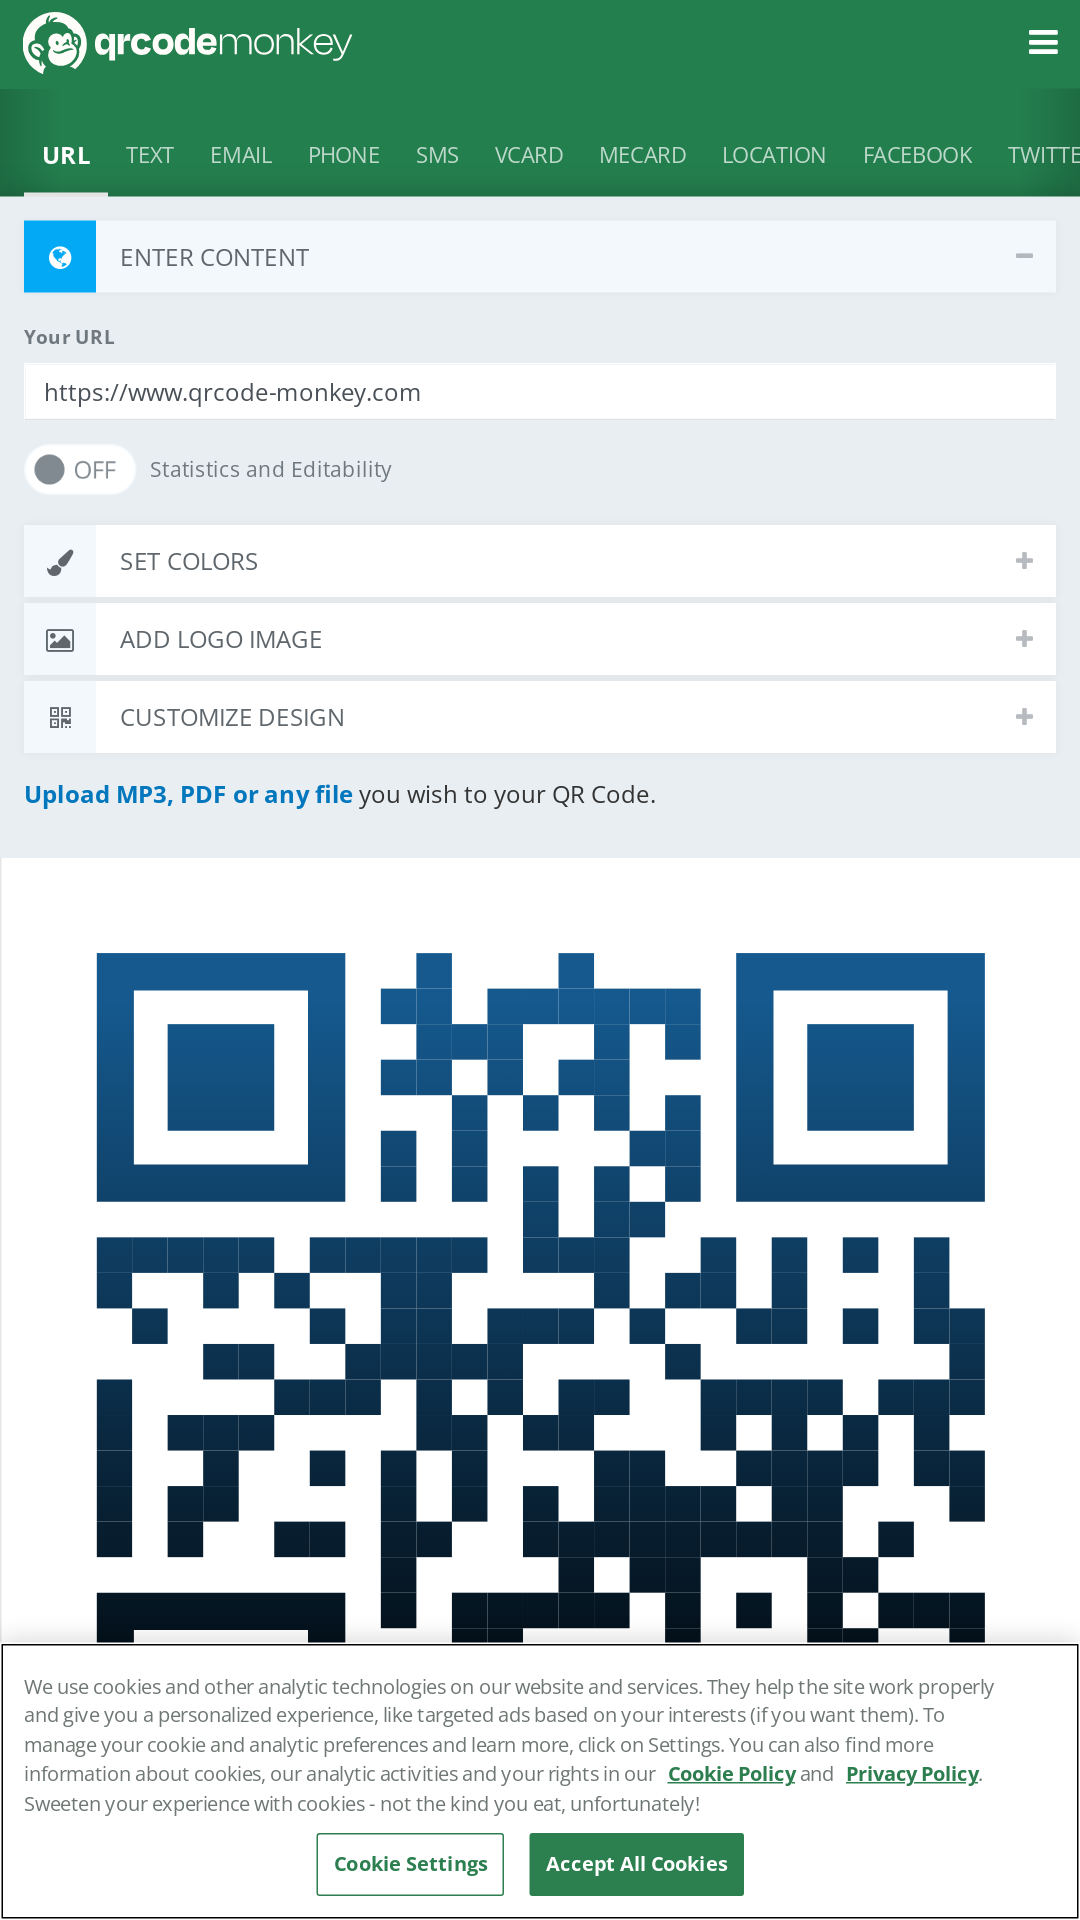 qrcodemonkey
URL TEXT EMAIL PHONE SMS VCARD MECARD LOCATION FACEBOOK TWITTE
ENTER CONTENT
Your URL
https://www.qrcode-monkey.com
OFF Statistics and Editability
SET COLORS
ADD LOGO IMAGE
CUSTOMIZE DESIGN
Upload MP3, PDF or any file you wish to your QR Code.
We use cookies and other analytic technologies on our website and services. They help the site work properly
and give you a personalized experience, like targeted ads based on your interests (if you want them). To
manage your cookie and analytic preferences and learn more, click on Settings. You can also find more
information about cookies, our analytic activities and your rights in our Cookie Policy and Privacy Policy.
Sweeten your experience with cookies - not the kind you eat, unfortunately!
Cookie Settings Accept All Cookies